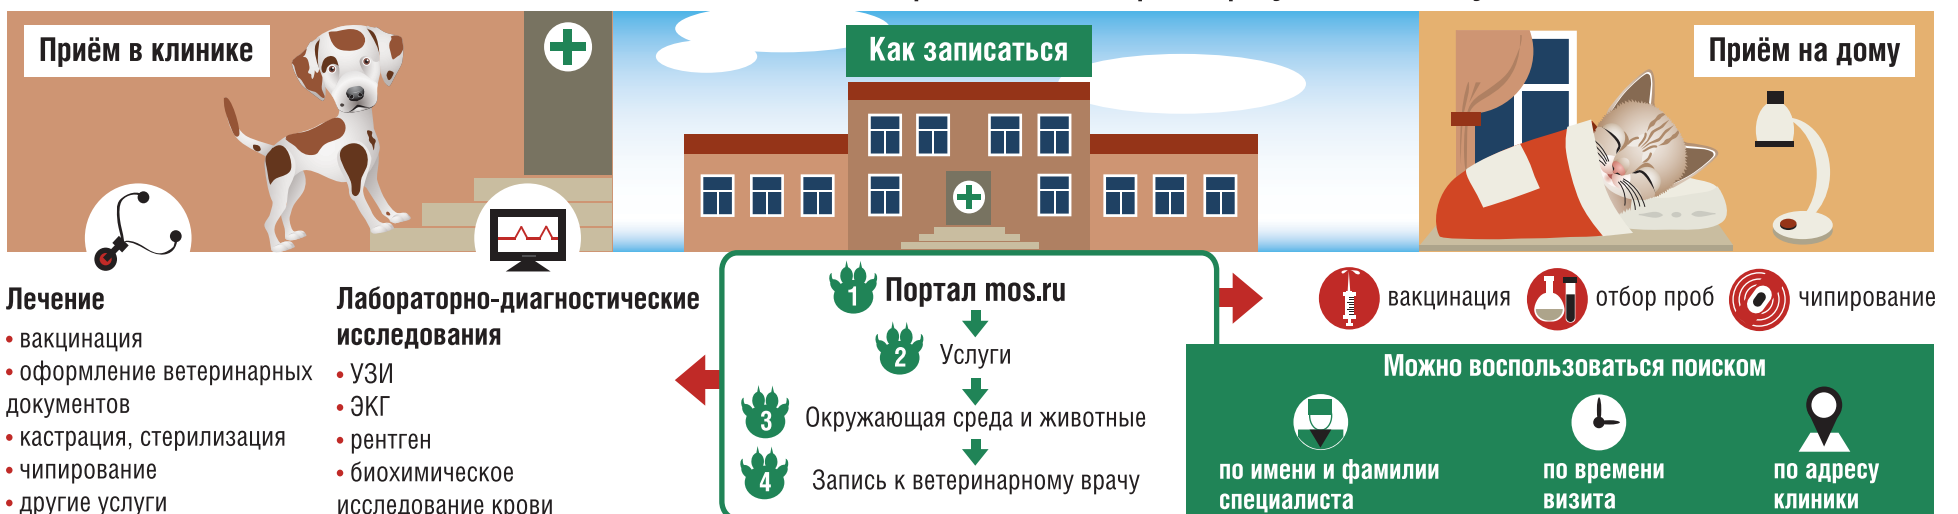 Приём в клинике
Как записаться
Приём на дому
Лечение
• вакцинация
• оформление ветеринарных
документов
• кастрация, стерилизация
• чипирование
• другие услуги
Лабораторно-диагностические
исследования
• УЗИ
• ЭКГ
• рентген
• биохимическое
исследование крови
1 Портал mos.ru
2 Услуги
3 Окружающая среда и животные
4 Запись к ветеринарному врачу
вакцинация
отбор проб
чипирование
Можно воспользоваться поиском
по имени и фамилии
специалиста
по времени
визита
по адресу
клиники